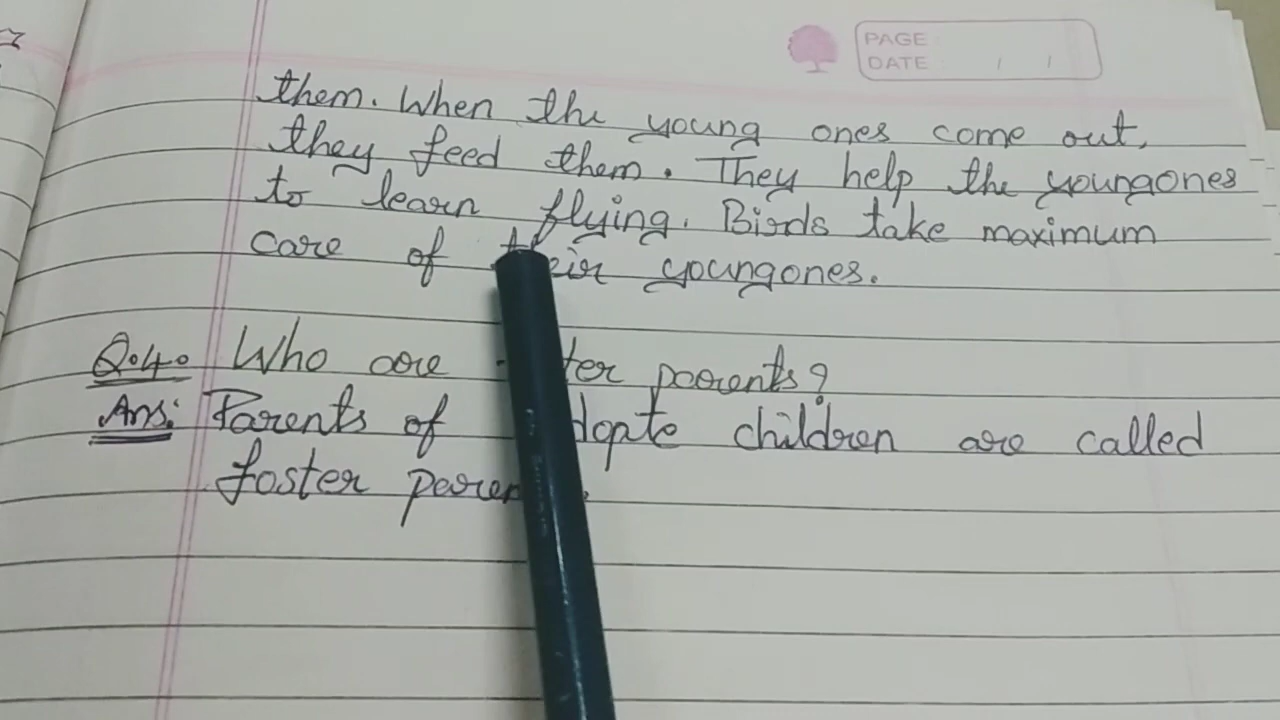 PAGE
DATE / /
them. When the young ones come out,
they feed them. They help the youngones
to learn flying. Birds take maximum
care of their youngones.
Q.4. Who are parents?
Ans: Parents of children are called
foster